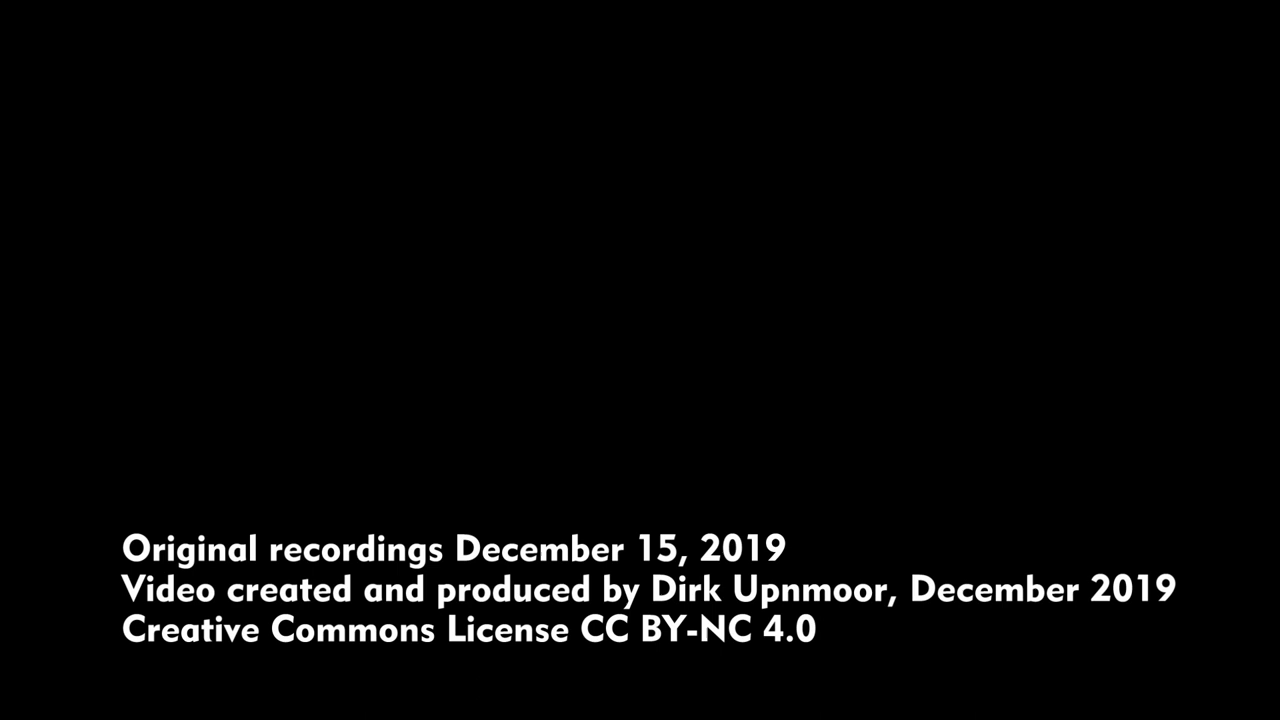 Original recordings December 15, 2019
Video created and produced by Dirk Upnmoor, December 2019
Creative Commons License CC BY-NC 4.0